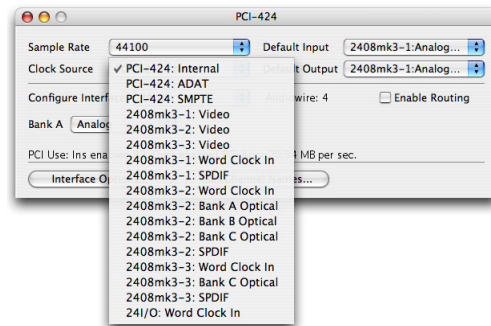 PCI-424
Sample Rate 44100 Default Input 2408mk3-1:Analog...
Clock Source Default Output 2408mk3-1:Analog...
✓ PCI-424: Internal
PCI-424: ADAT
PCI-424: SMPTE
2408mk3-1: Video
2408mk3-2: Video
2408mk3-3: Video
2408mk3-1: Word Clock In
2408mk3-1: SPDIF
2408mk3-2: Word Clock In
2408mk3-2: Bank A Optical
2408mk3-2: Bank B Optical
2408mk3-2: Bank C Optical
2408mk3-2: SPDIF
2408mk3-3: Word Clock In
2408mk3-3: Bank C Optical
2408mk3-3: SPDIF
24I/O: Word Clock In
Configure Audiowire: 4 Enable Routing
Bank A
PCI Use: Ins MB per sec.
Interface